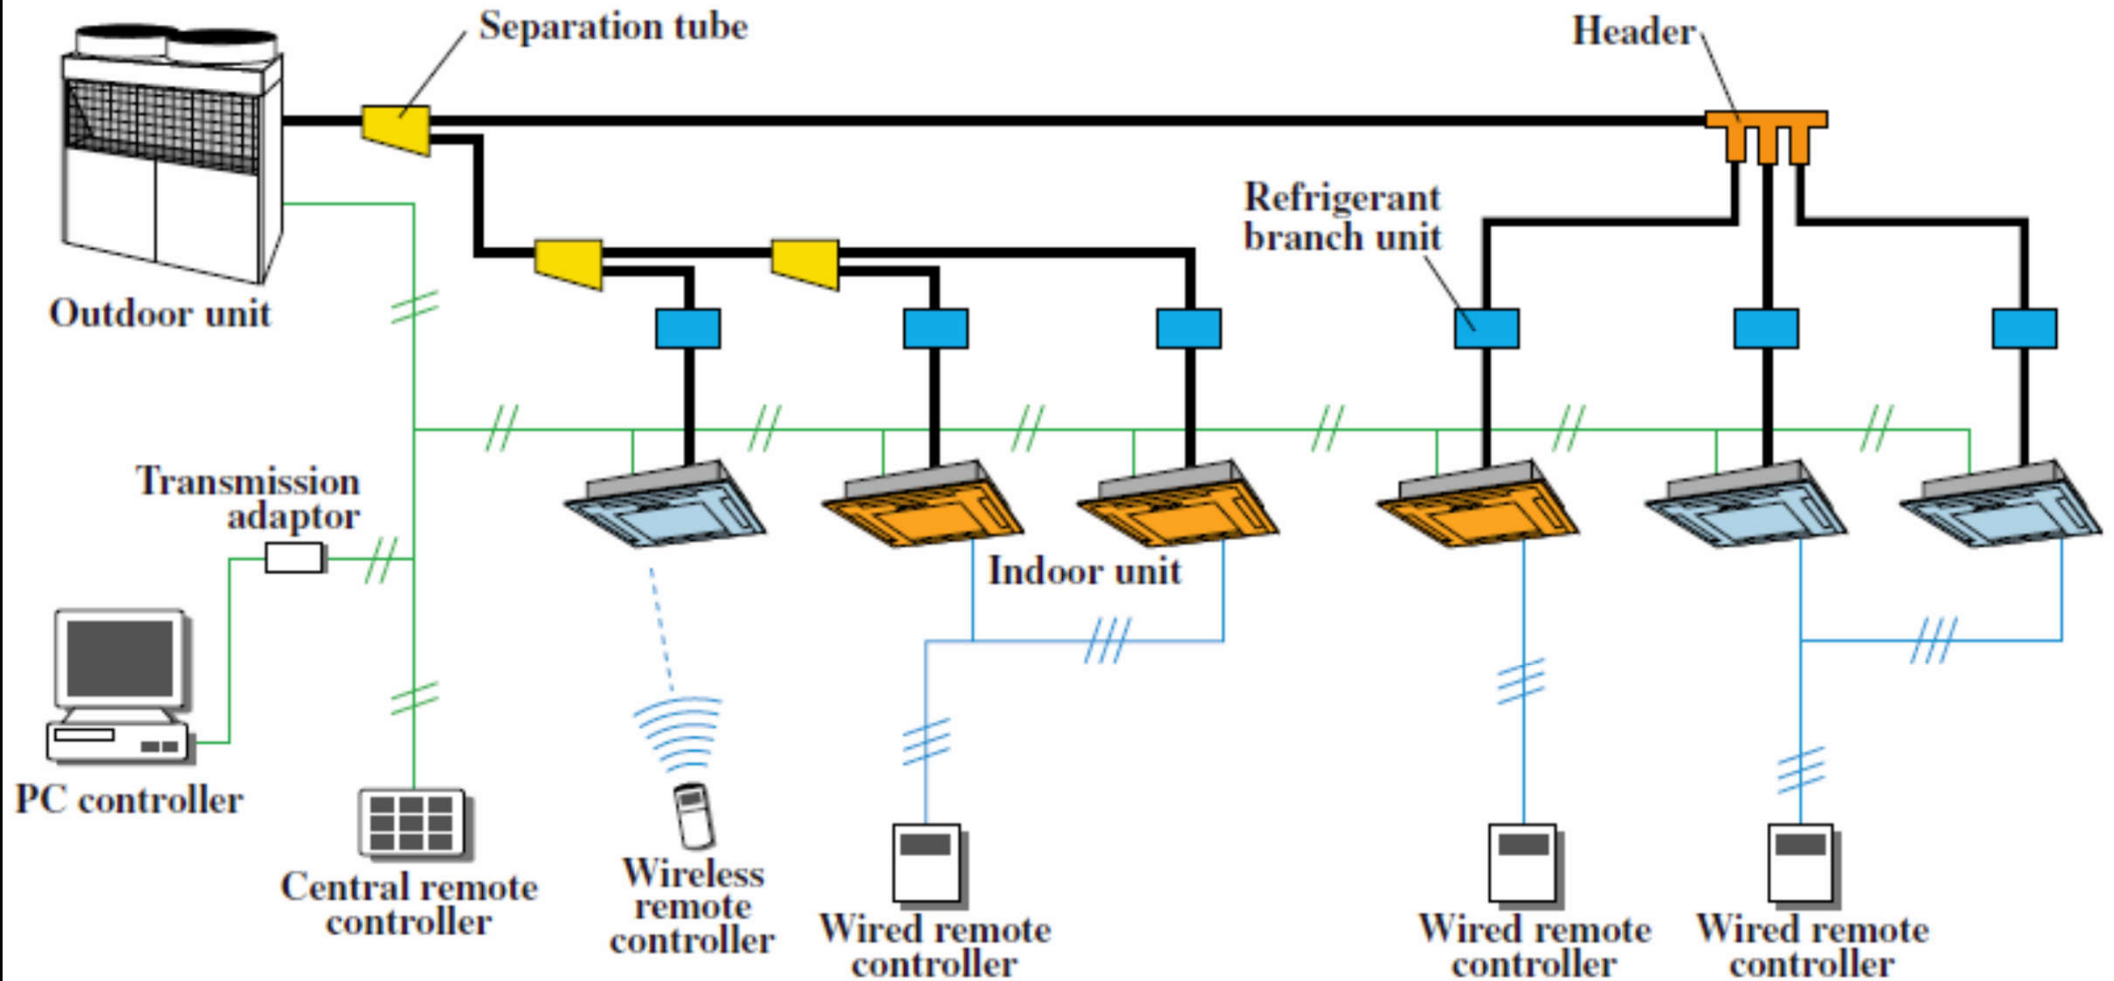 Separation tube
Header
Refrigerant
branch unit
Outdoor unit
Transmission
adaptor
Indoor unit
PC controller
Central remote
controller
Wireless
remote
controller
Wired remote
controller
Wired remote
controller
Wired remote
controller